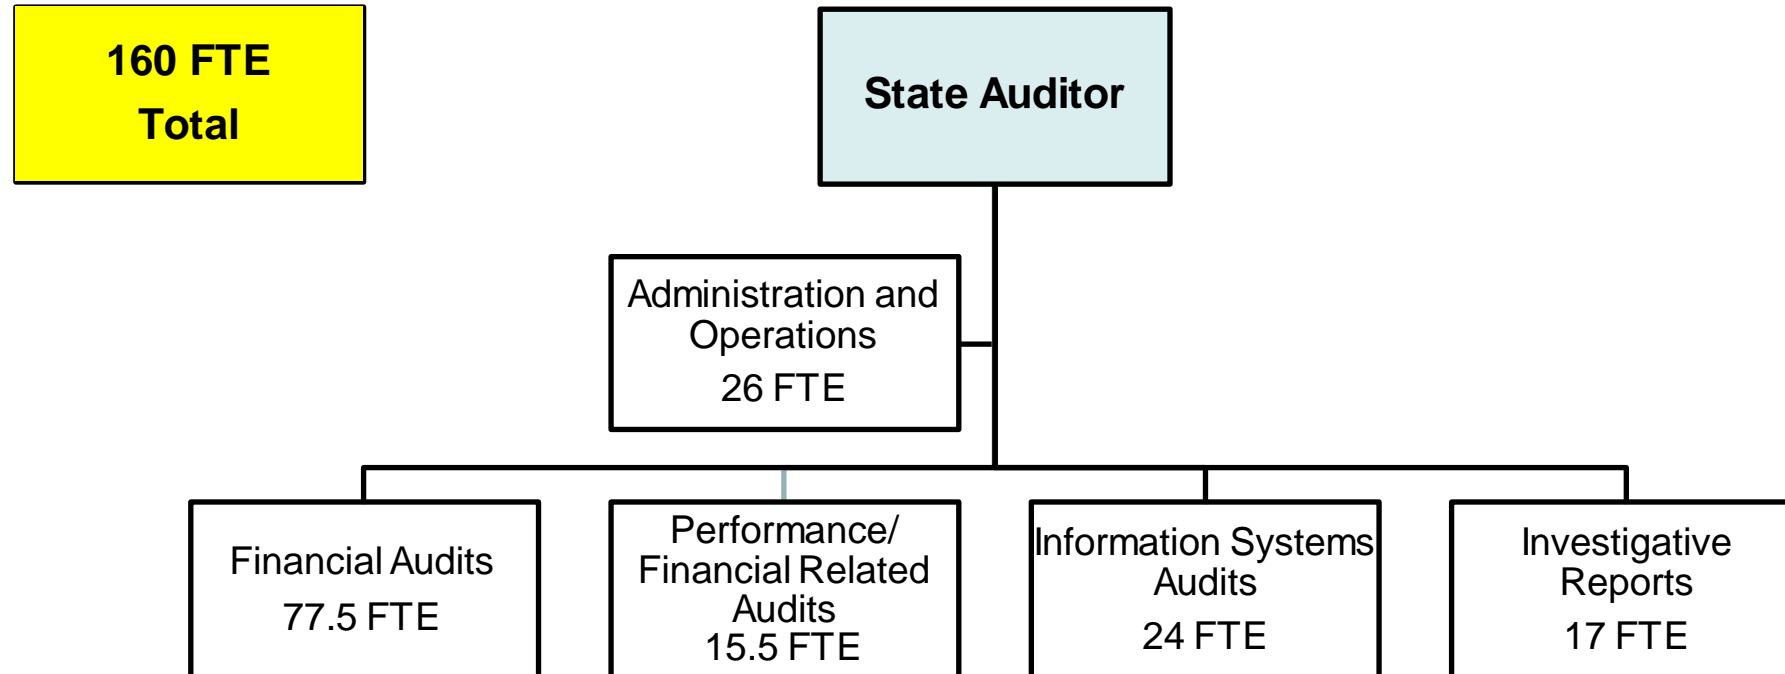 160 FTE
Total
State Auditor
Administration and
Operations
26 FTE
Financial Audits
77.5 FTE
Performance/
Financial Related
Audits
15.5 FTE
Information Systems
Audits
24 FTE
Investigative
Reports
17 FTE